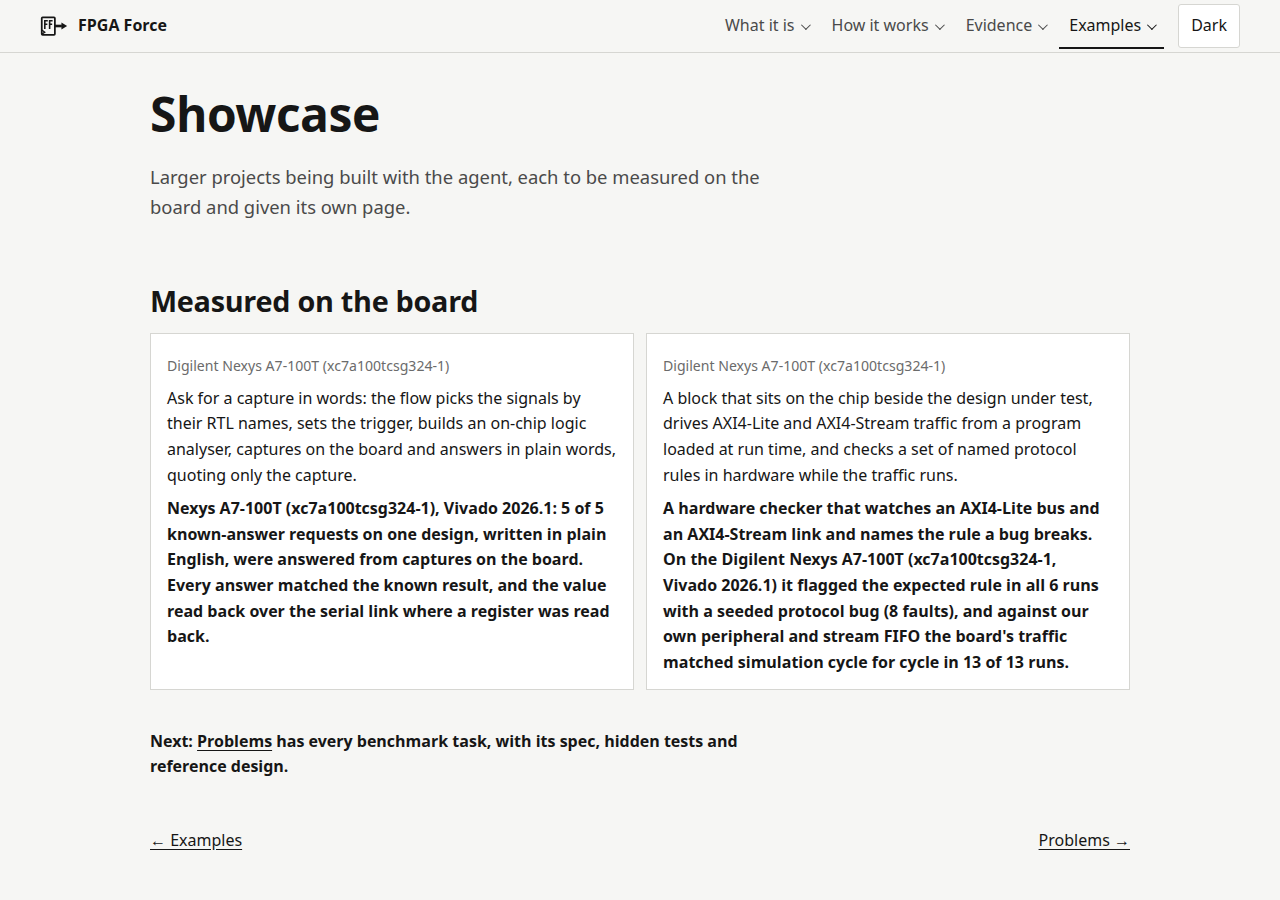 FPGA Force
What it is
How it works
Evidence
Examples
Dark
Showcase
Larger projects being built with the agent, each to be measured on the
board and given its own page.
Measured on the board
Digilent Nexys A7-100T (xc7a100tcsg324-1)
Ask for a capture in words: the flow picks the signals by
their RTL names, sets the trigger, builds an on-chip logic
analyser, captures on the board and answers in plain words,
quoting only the capture.
Nexys A7-100T (xc7a100tcsg324-1), Vivado 2026.1: 5 of 5
known-answer requests on one design, written in plain
English, were answered from captures on the board.
Every answer matched the known result, and the value
read back over the serial link where a register was read
back.
Digilent Nexys A7-100T (xc7a100tcsg324-1)
A block that sits on the chip beside the design under test,
drives AXI4-Lite and AXI4-Stream traffic from a program
loaded at run time, and checks a set of named protocol
rules in hardware while the traffic runs.
A hardware checker that watches an AXI4-Lite bus and
an AXI4-Stream link and names the rule a bug breaks.
On the Digilent Nexys A7-100T (xc7a100tcsg324-1,
Vivado 2026.1) it flagged the expected rule in all 6 runs
with a seeded protocol bug (8 faults), and against our
own peripheral and stream FIFO the board's traffic
matched simulation cycle for cycle in 13 of 13 runs.
Next: Problems has every benchmark task, with its spec, hidden tests and
reference design.
← Examples
Problems →